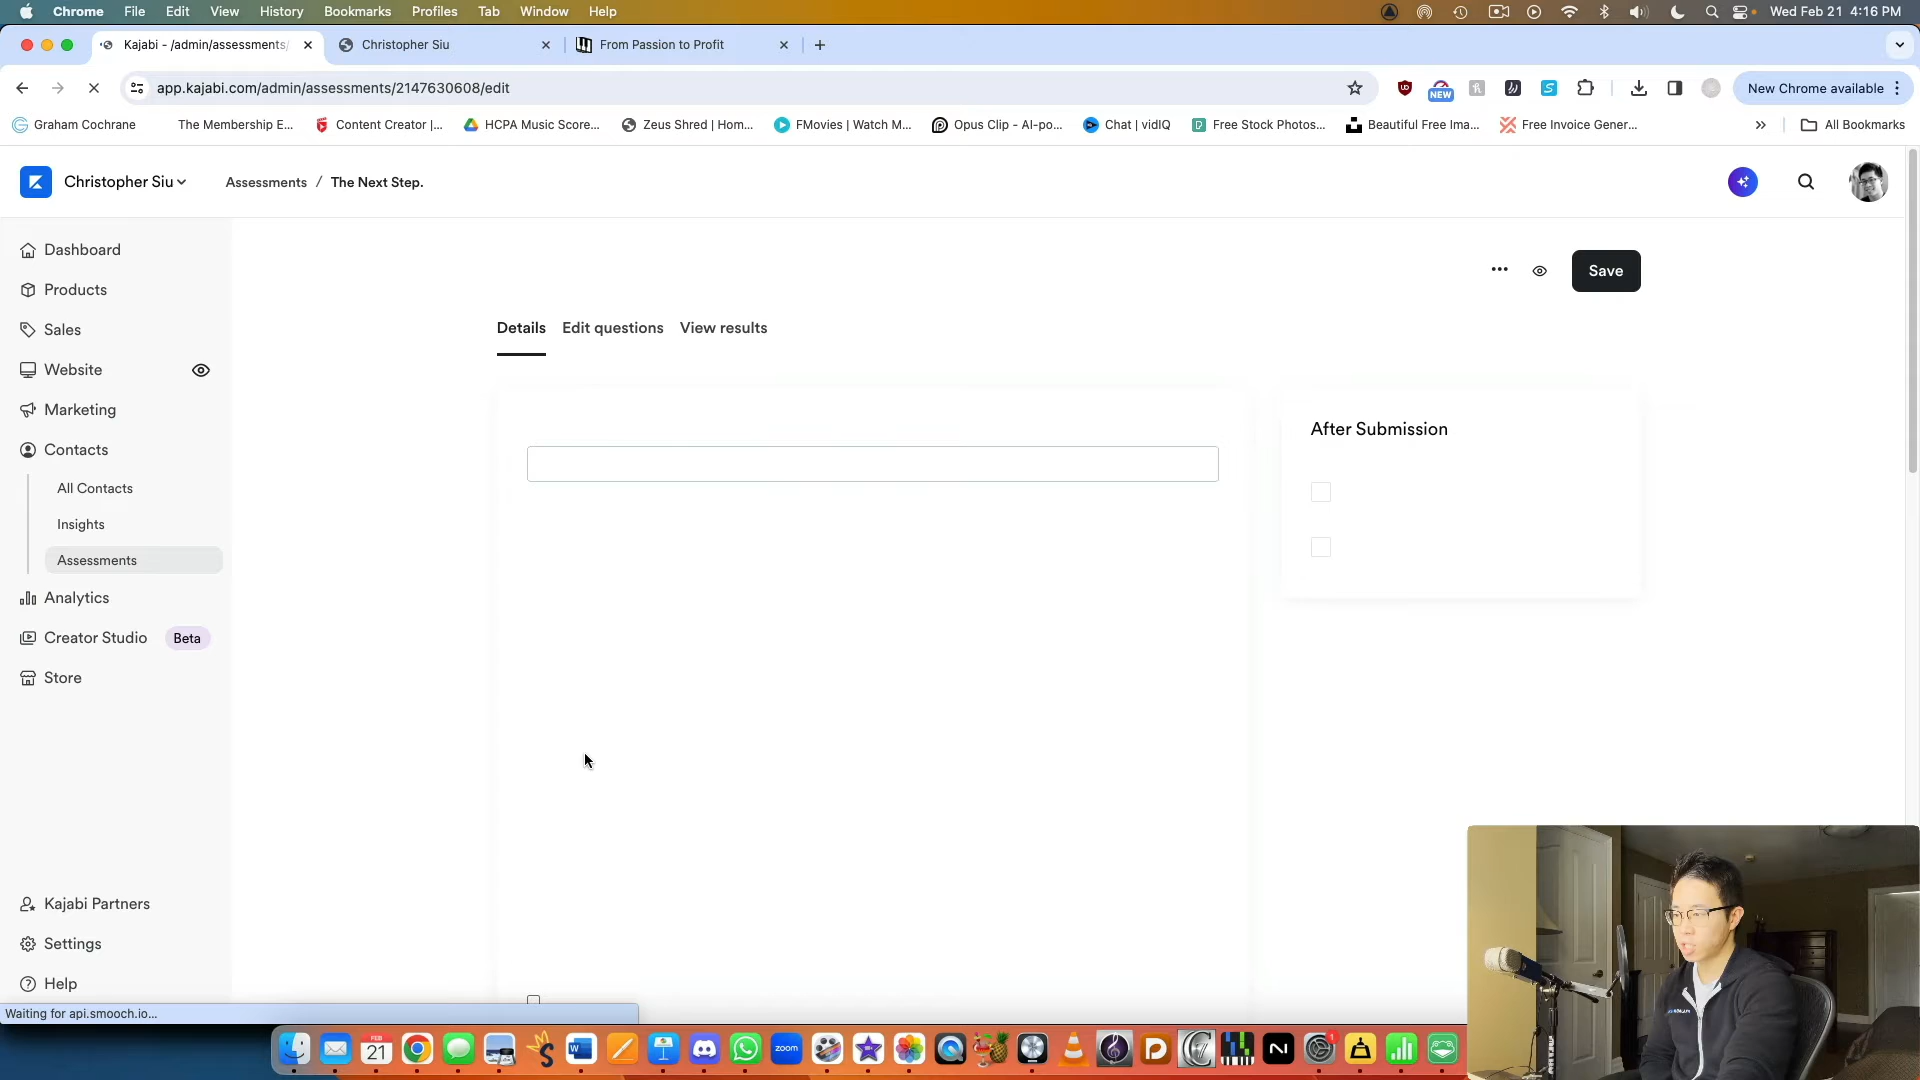 Chrome File Edit View History Bookmarks Profiles Tab Window Help Wed Feb 21 4:16 PM
Kajabi - /admin/assessments/ Christopher Siu From Passion to Profit
app.kajabi.com/admin/assessments/2147630608/edit NEW New Chrome available
Graham Cochrane The Membership E... Content Creator |... HCPA Music Score... Zeus Shred | Hom... FMovies | Watch M... Opus Clip - AI-po... Chat | vidIQ Free Stock Photos... Beautiful Free Ima... Free Invoice Gener... All Bookmarks
Christopher Siu Assessments / The Next Step.
Dashboard
Save
Products
Details Edit questions View results
Sales
Website
Marketing
After Submission
Contacts
All Contacts
Insights
Assessments
Analytics
Creator Studio Beta
Store
Kajabi Partners
Settings
Help
Waiting for api.smooch.io...
FEB
21
zoom
1